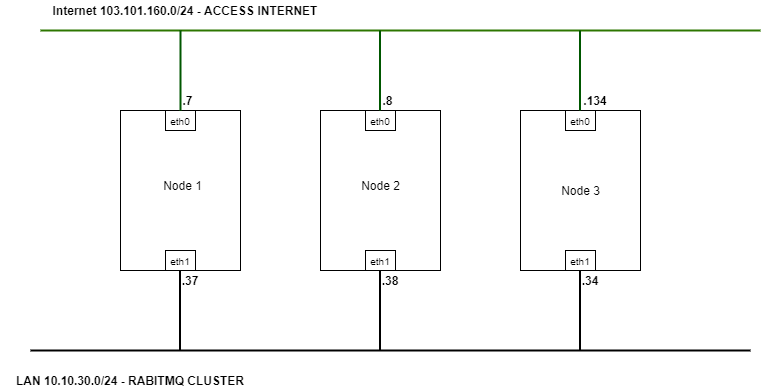 Internet 103.101.160.0/24 - ACCESS INTERNET
.7
.8
.134
eth0
eth0
eth0
Node 1
Node 2
Node 3
eth1
eth1
eth1
.37
.38
.34
LAN 10.10.30.0/24 - RABITMQ CLUSTER